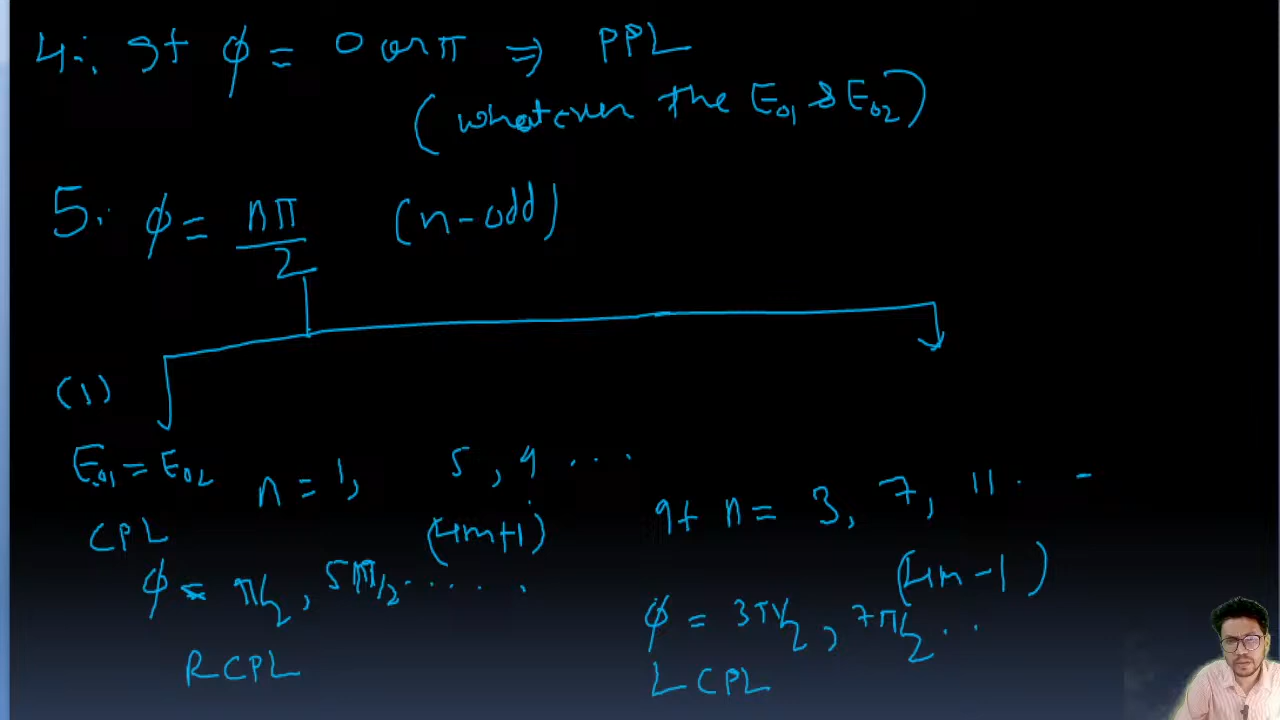 4:. If ϕ = 0 or π ⇒ PPL
(whatever the E01 & E02)
5. ϕ = nπ/2 (n-odd)
(1)
E01 = E02 n = 1, 5, 9 ...
CPL (4m+1)
ϕ = π/2, 5π/2 ......
RCPL
If n = 3, 7, 11 . -
(4m-1)
ϕ = 3π/2, 7π/2 ..
LCPL